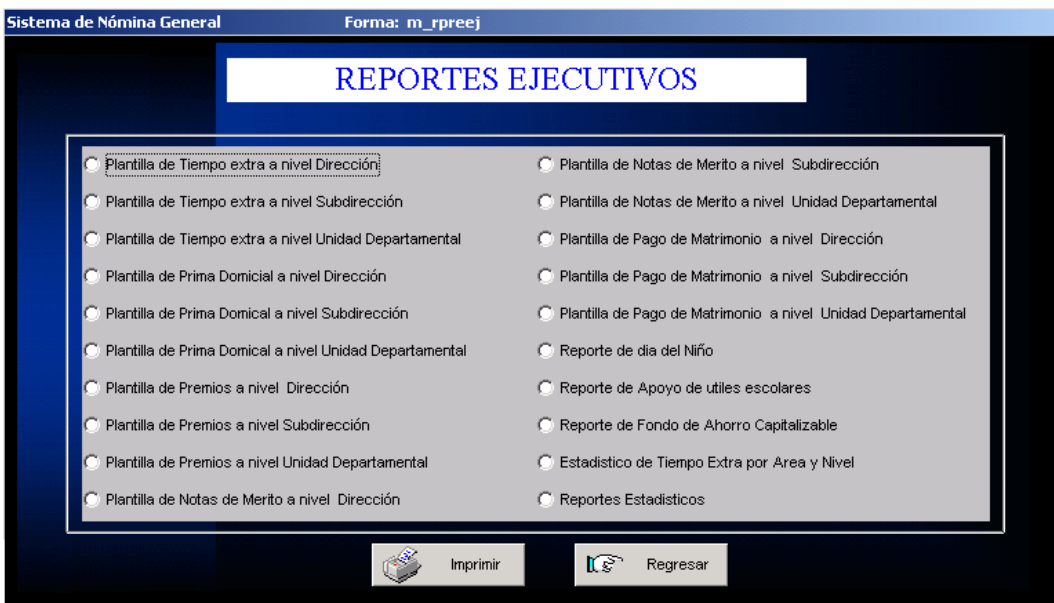 Sistema de Nómina General Forma: m_rpreej
REPORTES EJECUTIVOS
Plantilla de Tiempo extra a nivel Dirección
Plantilla de Tiempo extra a nivel Subdirección
Plantilla de Tiempo extra a nivel Unidad Departamental
Plantilla de Prima Domicial a nivel Dirección
Plantilla de Prima Domical a nivel Subdirección
Plantilla de Prima Domical a nivel Unidad Departamental
Plantilla de Premios a nivel Dirección
Plantilla de Premios a nivel Subdirección
Plantilla de Premios a nivel Unidad Departamental
Plantilla de Notas de Merito a nivel Dirección
Plantilla de Notas de Merito a nivel Subdirección
Plantilla de Notas de Merito a nivel Unidad Departamental
Plantilla de Pago de Matrimonio a nivel Dirección
Plantilla de Pago de Matrimonio a nivel Subdirección
Plantilla de Pago de Matrimonio a nivel Unidad Departamental
Reporte de dia del Niño
Reporte de Apoyo de utiles escolares
Reporte de Fondo de Ahorro Capitalizable
Estadistico de Tiempo Extra por Area y Nivel
Reportes Estadisticos
Imprimir
Regresar